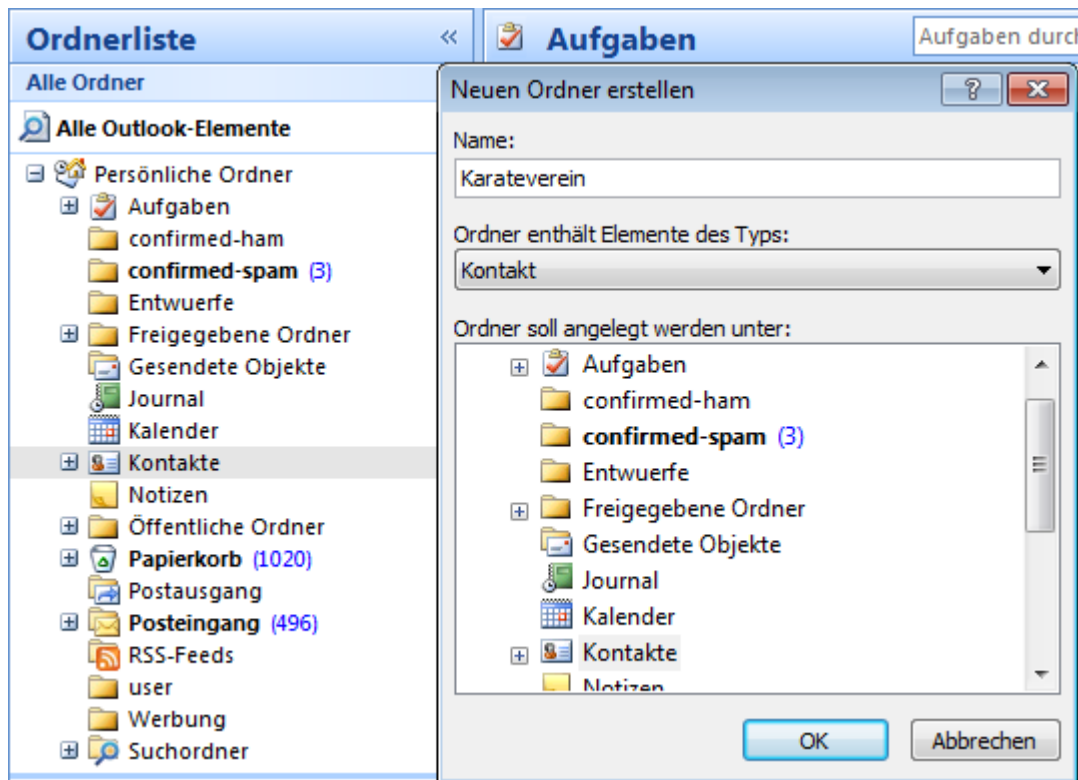 Ordnerliste
Alle Ordner
Alle Outlook-Elemente
Persönliche Ordner
Aufgaben
confirmed-ham
confirmed-spam (3)
Entwuerfe
Freigegebene Ordner
Gesendete Objekte
Journal
Kalender
Kontakte
Notizen
Öffentliche Ordner
Papierkorb (1020)
Postausgang
Posteingang (496)
RSS-Feeds
user
Werbung
Suchordner
Aufgaben
Aufgaben durch
Neuen Ordner erstellen
Name:
Karateverein
Ordner enthält Elemente des Typs:
Kontakt
Ordner soll angelegt werden unter:
Aufgaben
confirmed-ham
confirmed-spam (3)
Entwuerfe
Freigegebene Ordner
Gesendete Objekte
Journal
Kalender
Kontakte
Notizen
OK
Abbrechen